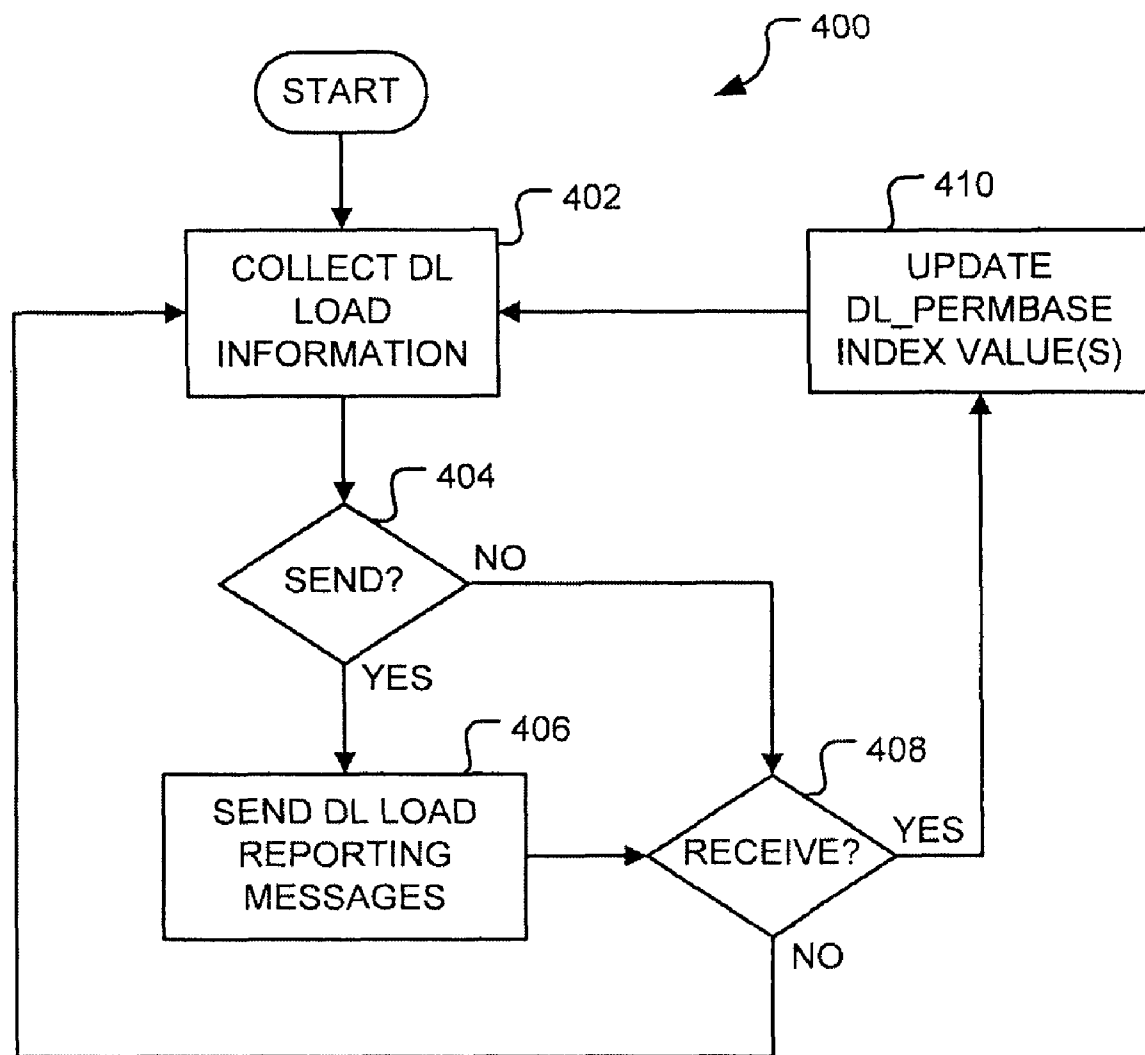 400
START
402
COLLECT DL
LOAD
INFORMATION
410
UPDATE
DL_PERMBASE
INDEX VALUE(S)
404
SEND?
NO
YES
406
SEND DL LOAD
REPORTING
MESSAGES
408
RECEIVE?
YES
NO